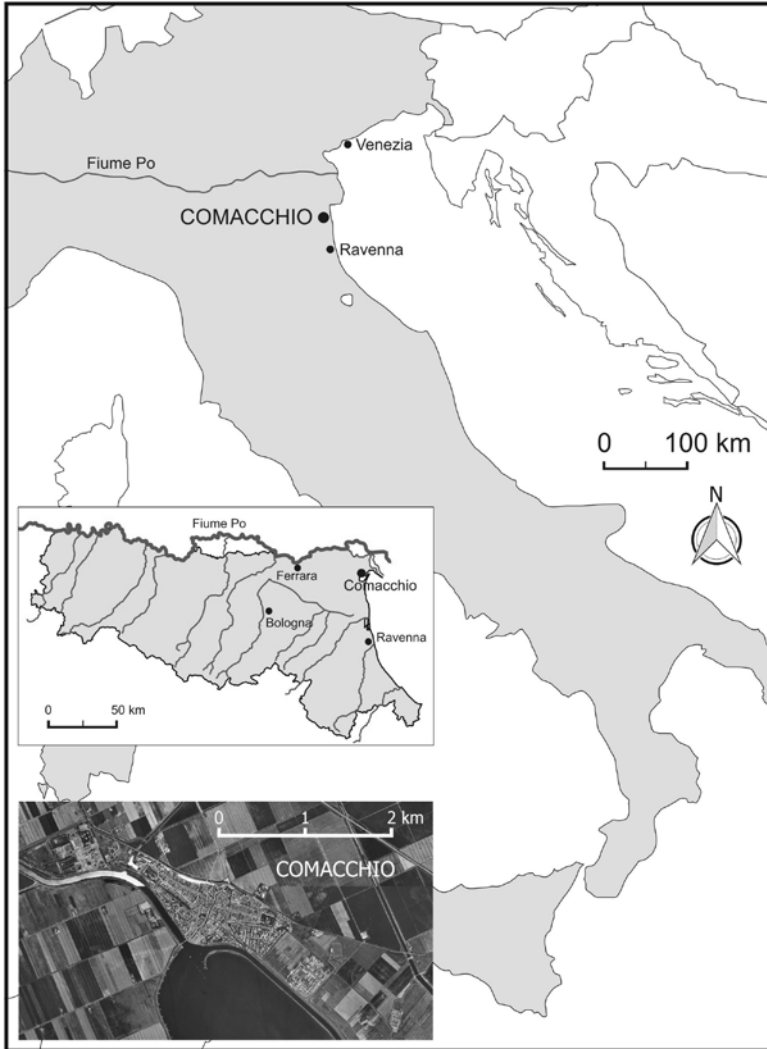 Venezia
Fiume Po
COMACCHIO
Ravenna
0 100 km
N
Fiume Po
Ferrara
Comacchio
Bologna
Ravenna
0 50 km
0 1 2 km
COMACCHIO